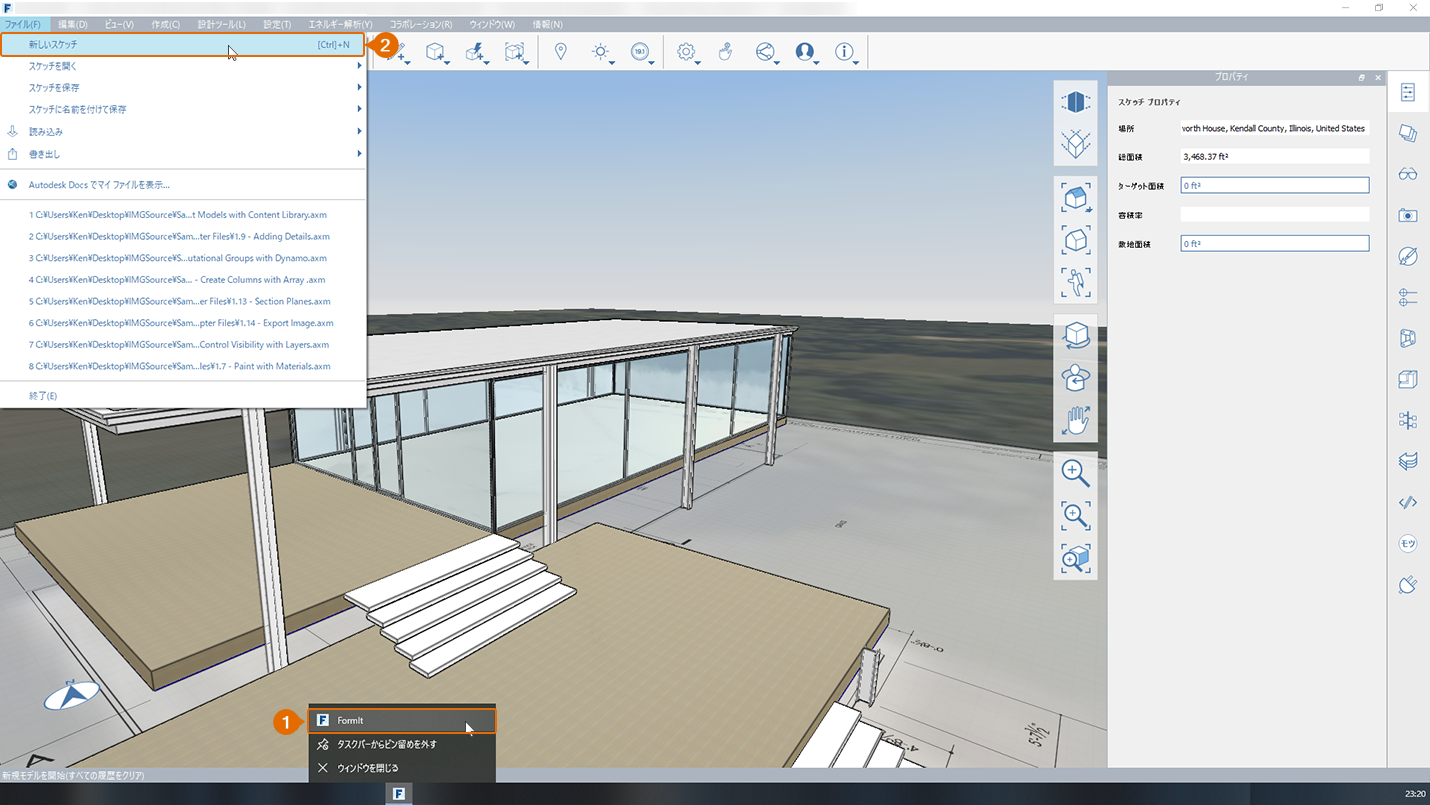 F
ファイル(F) 編集(D) ビュー(V) 作成(C) 設計ツール(L) 設定(T) エネルギー解析(Y) コラボレーション(R) ウィンドウ(W) 情報(N)
新しいスケッチ [Ctrl]+N
2
スケッチを開く
スケッチを保存
スケッチに名前を付けて保存
読み込み
書き出し
Autodesk Docs でマイ ファイルを表示...
1 C:¥Users¥Ken¥Desktop¥IMGSource¥Sa...t Models with Content Library.axm
2 C:¥Users¥Ken¥Desktop¥IMGSource¥Sam...ter Files¥1.9 - Adding Details.axm
3 C:¥Users¥Ken¥Desktop¥IMGSource¥S...utational Groups with Dynamo.axm
4 C:¥Users¥Ken¥Desktop¥IMGSource¥Sa... - Create Columns with Array .axm
5 C:¥Users¥Ken¥Desktop¥IMGSource¥Sam...er Files¥1.13 - Section Planes.axm
6 C:¥Users¥Ken¥Desktop¥IMGSource¥Sam...pter Files¥1.14 - Export Image.axm
7 C:¥Users¥Ken¥Desktop¥IMGSource¥Sam...Control Visibility with Layers.axm
8 C:¥Users¥Ken¥Desktop¥IMGSource¥Sam...les¥1.7 - Paint with Materials.axm
終了(E)
19.1
プロパティ
スケッチ プロパティ
場所 vorth House, Kendall County, Illinois, United States
総面積 3,468.37 ft²
ターゲット面積 0 ft²
容積率
敷地面積 0 ft²
モツ
N
A
5'-7½"
1
F FormIt
タスクバーからピン留めを外す
ウィンドウを閉じる
新規モデルを開始(すべての履歴をクリア)
F
23:20